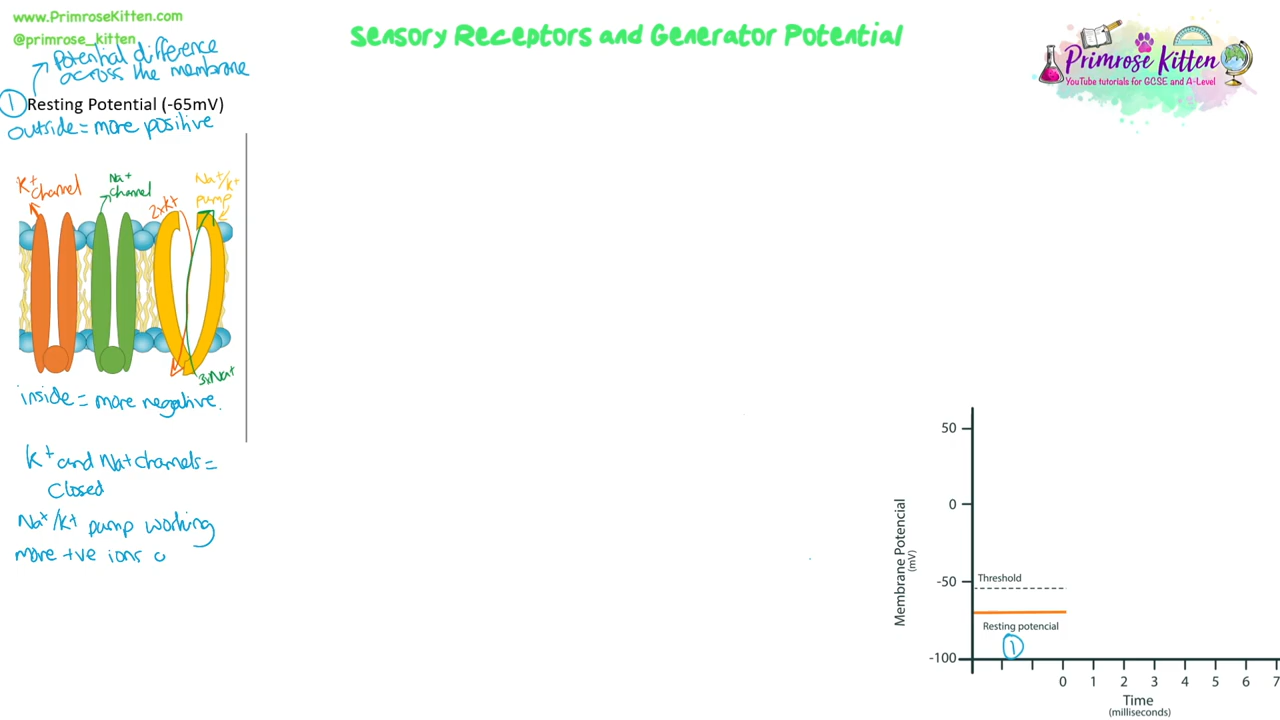 www.PrimroseKitten.com
@primrose_kitten
Sensory Receptors and Generator Potential
Primrose Kitten
YouTube tutorials for GCSE and A-Level
Potential difference
across the membrane
1 Resting Potential (-65mV)
outside = more positive
K+ channel
Na+ channel
Na+/K+ pump
2xK+
3xNa+
inside = more negative.
K+ and Na+ channels =
closed
Na+/K+ pump working
more +ve ions o
50
0
-50
-100
Membrane Potencial
(mV)
Threshold
Resting potencial
1
0 1 2 3 4 5 6 7
Time
(milliseconds)